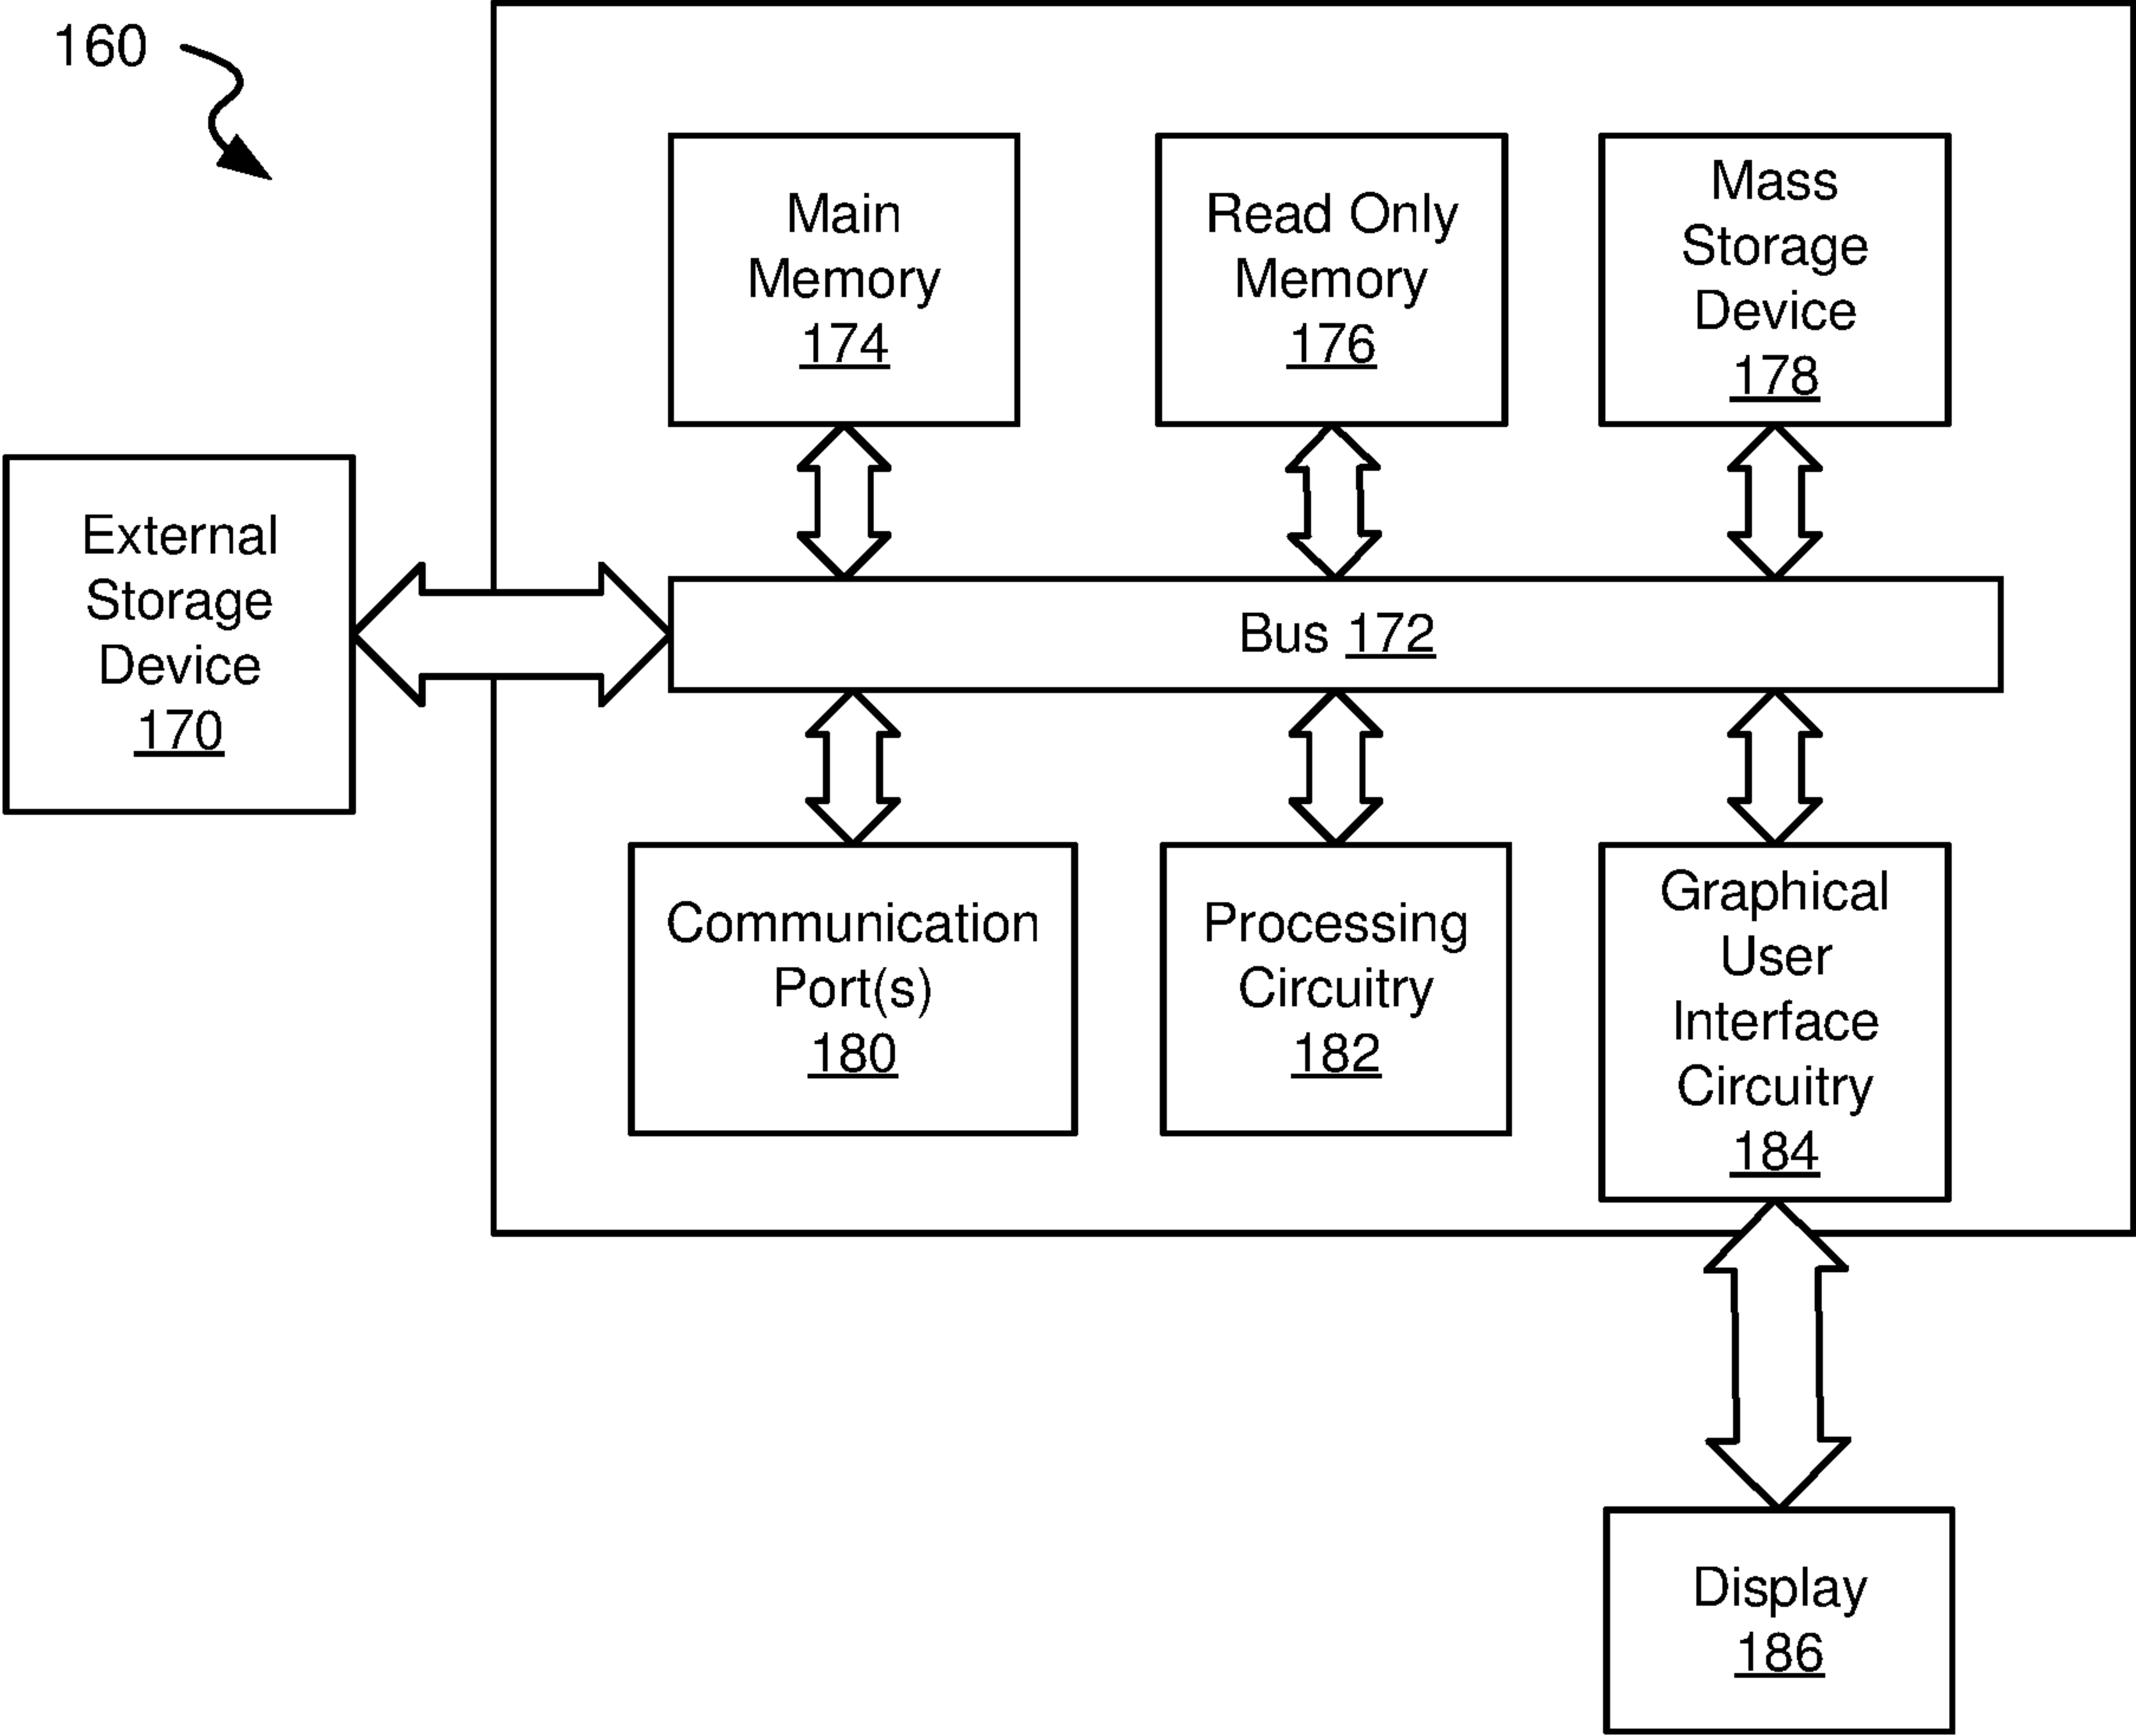 160
Main
Memory
174
Read Only
Memory
176
Mass
Storage
Device
178
External
Storage
Device
170
Bus 172
Communication
Port(s)
180
Processing
Circuitry
182
Graphical
User
Interface
Circuitry
184
Display
186